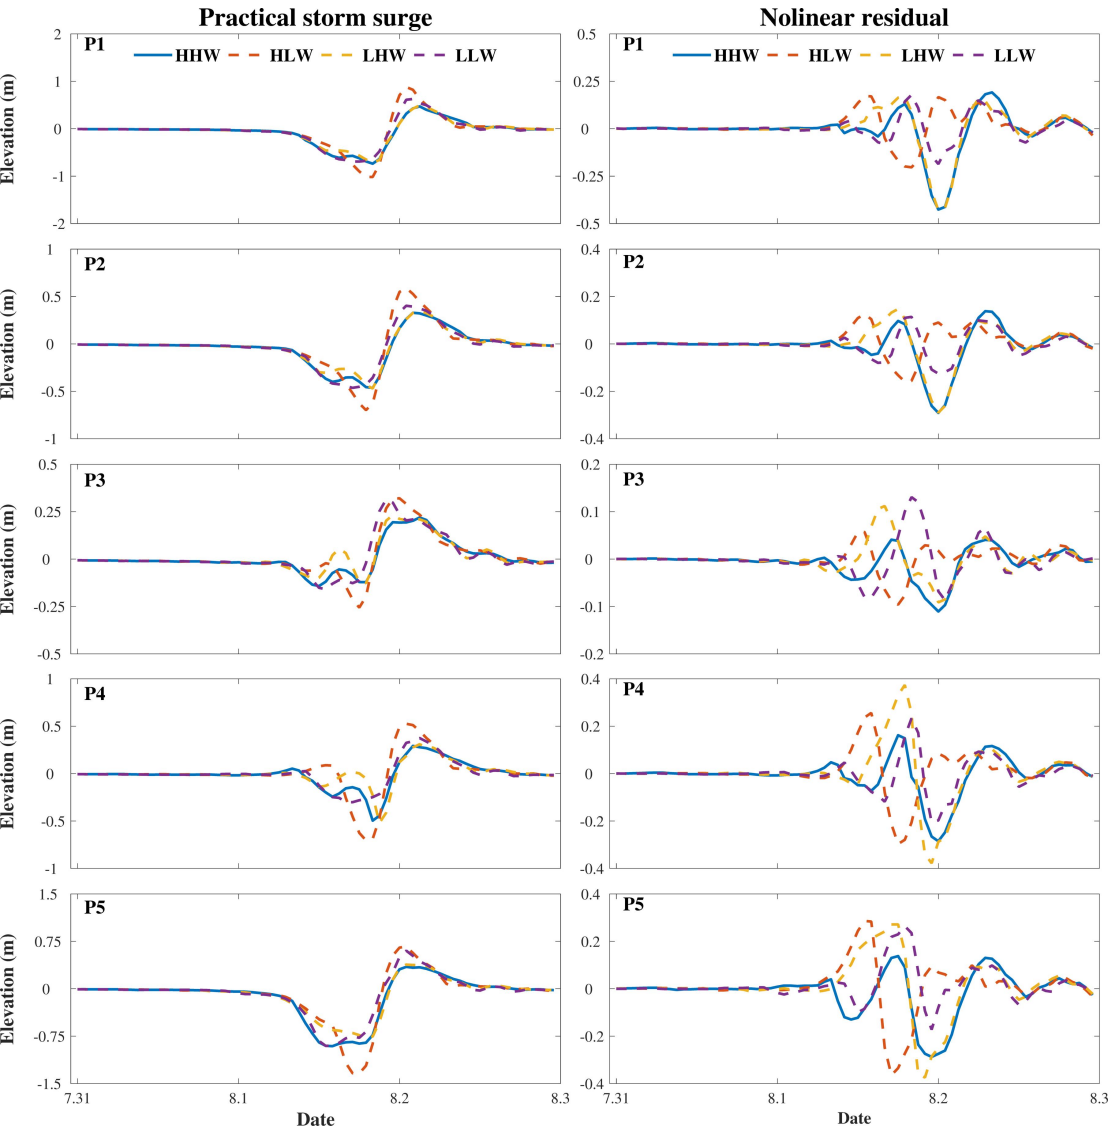 Practical storm surge
Nolinear residual
P1
HHW HLW LHW LLW
2
1
0
-1
-2
Elevation (m)
P1
HHW HLW LHW LLW
0.5
0.25
0
-0.25
-0.5
P2
1
0.5
0
-0.5
-1
Elevation (m)
P2
0.4
0.2
0
-0.2
-0.4
P3
0.5
0.25
0
-0.25
-0.5
Elevation (m)
P3
0.2
0.1
0
-0.1
-0.2
P4
1
0.5
0
-0.5
-1
Elevation (m)
P4
0.4
0.2
0
-0.2
-0.4
P5
1.5
0.75
0
-0.75
-1.5
Elevation (m)
7.31 8.1 8.2 8.3
Date
P5
0.4
0.2
0
-0.2
-0.4
7.31 8.1 8.2 8.3
Date